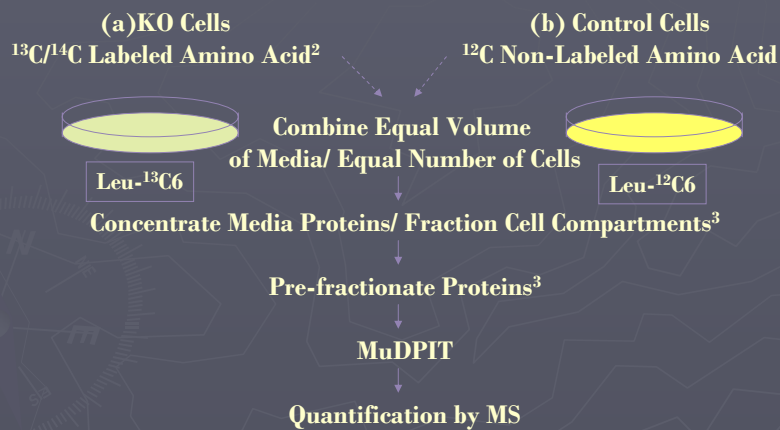 (a)KO Cells
¹³C/¹⁴C Labeled Amino Acid²
(b) Control Cells
¹²C Non-Labeled Amino Acid
Combine Equal Volume
of Media/ Equal Number of Cells
Leu-¹³C6
Leu-¹²C6
Concentrate Media Proteins/ Fraction Cell Compartments³
Pre-fractionate Proteins³
MuDPIT
Quantification by MS
N
E
SE